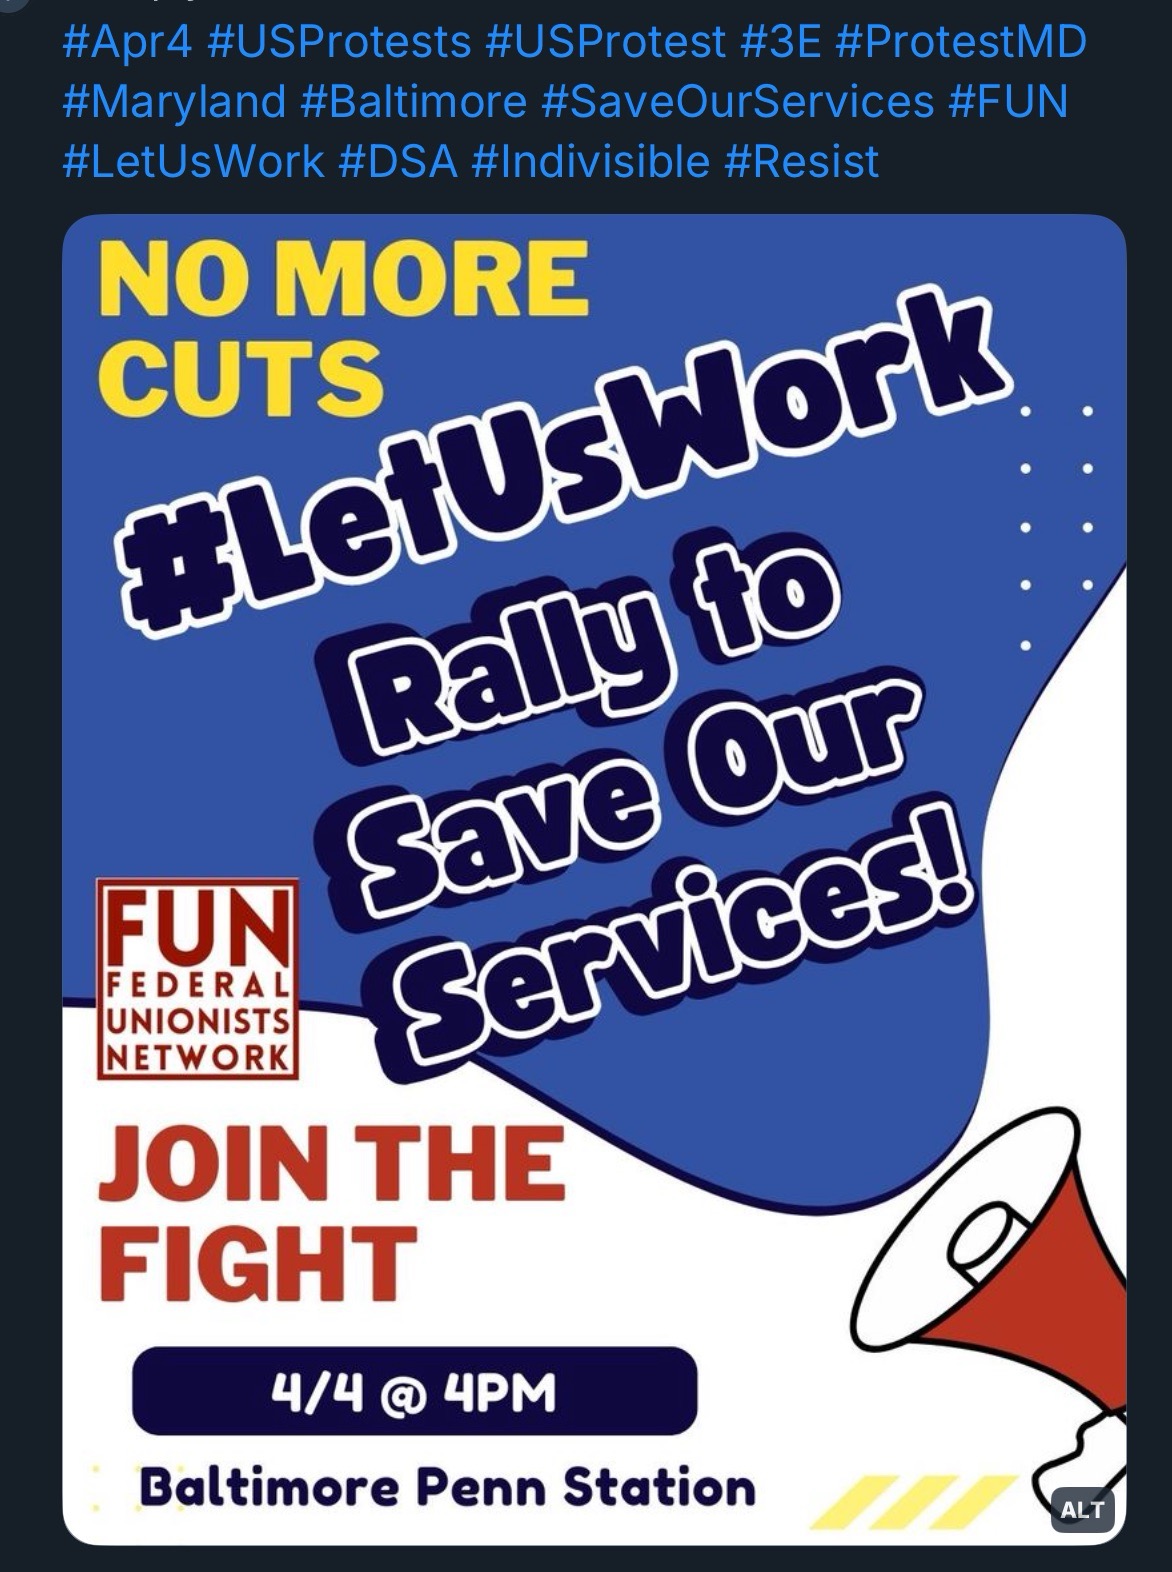 #Apr4 #USProtests #USProtest #3E #ProtestMD
#Maryland #Baltimore #SaveOurServices #FUN
#LetUsWork #DSA #Indivisible #Resist
NO MORE
CUTS
#LetUsWork
Rally to
Save Our
Services!
FUN
FEDERAL
UNIONISTS
NETWORK
JOIN THE
FIGHT
4/4 @ 4PM
Baltimore Penn Station
ALT